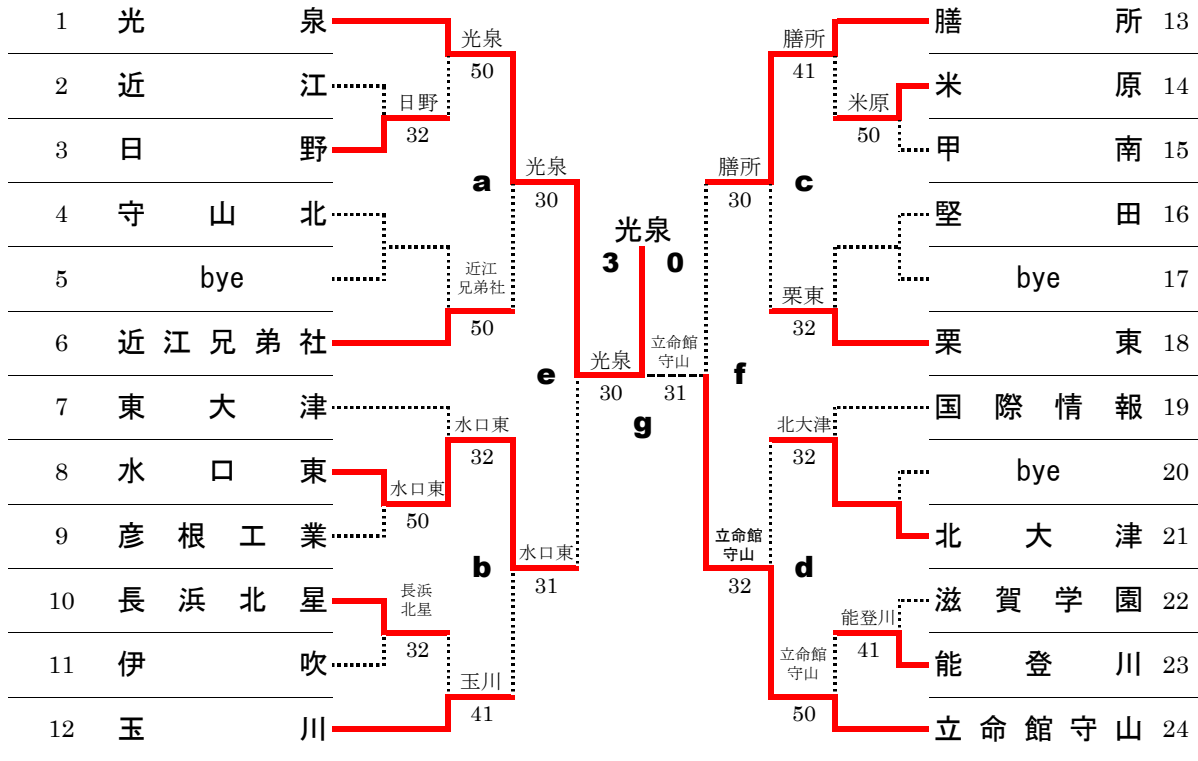 1 光泉
2 近江
3 日野
4 守山北
5 bye
6 近江兄弟社
7 東大津
8 水口東
9 彦根工業
10 長浜北星
11 伊吹
12 玉川
光泉
50
日野
32
近江
兄弟社
50
水口東
32
水口東
50
長浜
北星
32
玉川
41
a
光泉
30
b
水口東
31
e
光泉
30
光泉
3 0
g
立命館
守山
31
f
膳所
30
c
立命館
守山
32
d
膳所
41
米原
50
栗東
32
北大津
32
能登川
41
立命館
守山
50
膳所 13
米原 14
甲南 15
堅田 16
bye 17
栗東 18
国際情報 19
bye 20
北大津 21
滋賀学園 22
能登川 23
立命館守山 24